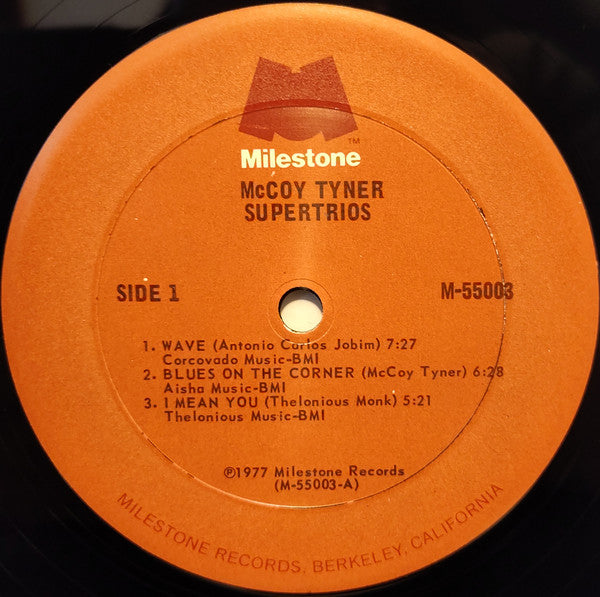 TM
Milestone
McCOY TYNER
SUPERTRIOS
SIDE 1
M-55003
1. WAVE (Antonio Carlos Jobim) 7:27
Corcovado Music-BMI
2. BLUES ON THE CORNER (McCoy Tyner) 6:28
Aisha Music-BMI
3. I MEAN YOU (Thelonious Monk) 5:21
Thelonious Music-BMI
℗1977 Milestone Records
(M-55003-A)
MILESTONE RECORDS, BERKELEY, CALIFORNIA